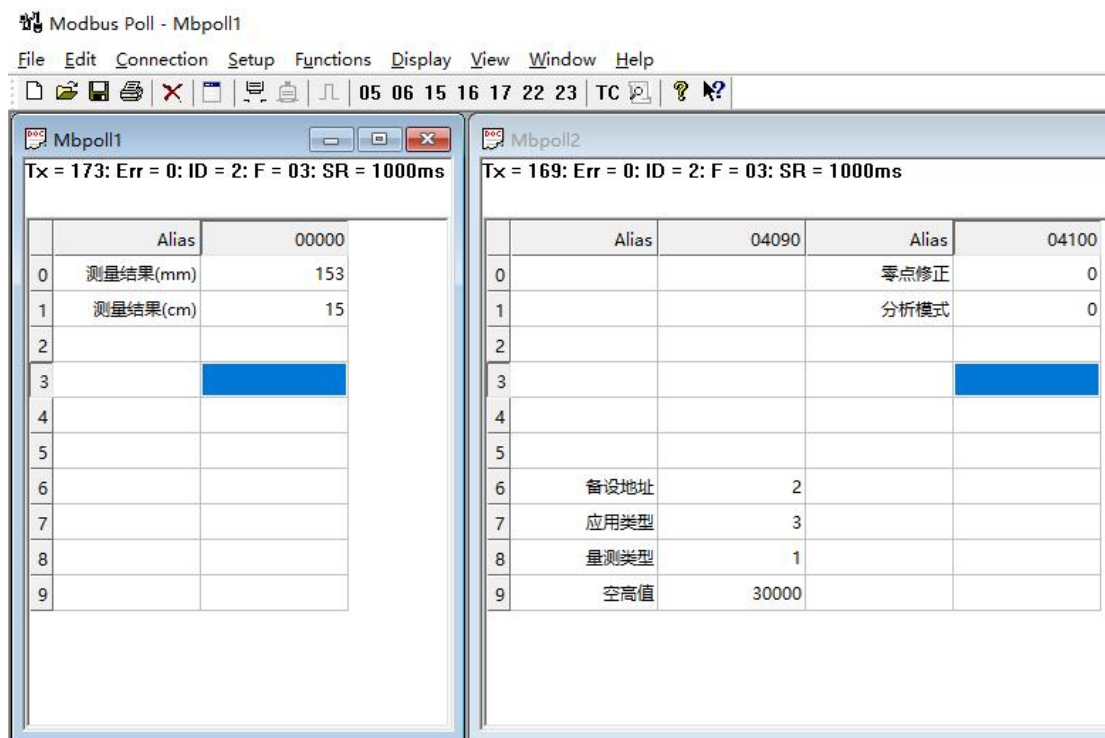 Modbus Poll - Mbpoll1
File Edit Connection Setup Functions Display View Window Help
05 06 15 16 17 22 23 TC
Mbpoll1
Tx = 173: Err = 0: ID = 2: F = 03: SR = 1000ms
Alias 00000
0 测量结果(mm) 153
1 测量结果(cm) 15
2
3
4
5
6
7
8
9
Mbpoll2
Tx = 169: Err = 0: ID = 2: F = 03: SR = 1000ms
Alias 04090 Alias 04100
0 零点修正 0
1 分析模式 0
2
3
4
5
6 备设地址 2
7 应用类型 3
8 量测类型 1
9 空高值 30000